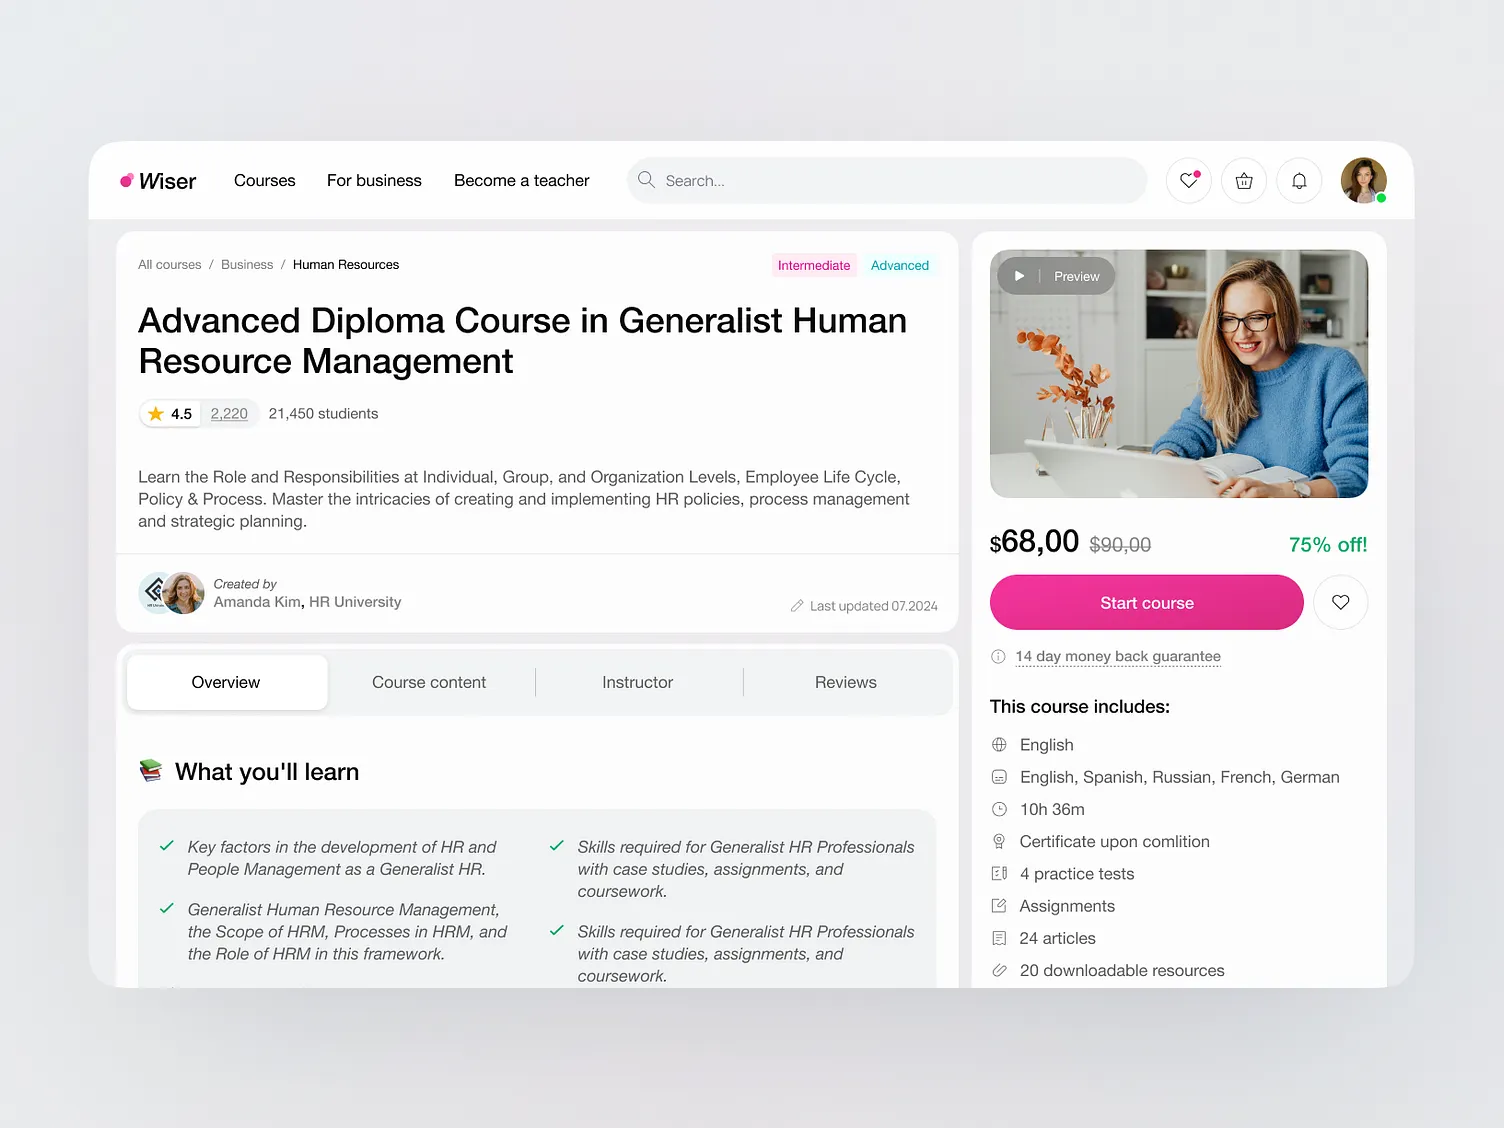 Wiser
Courses
For business
Become a teacher
Search...
All courses / Business / Human Resources
Intermediate
Advanced
Advanced Diploma Course in Generalist Human
Resource Management
4.5
2,220
21,450 studients
Learn the Role and Responsibilities at Individual, Group, and Organization Levels, Employee Life Cycle,
Policy & Process. Master the intricacies of creating and implementing HR policies, process management
and strategic planning.
Created by
Amanda Kim, HR University
Last updated 07.2024
Overview
Course content
Instructor
Reviews
What you'll learn
Key factors in the development of HR and
People Management as a Generalist HR.
Generalist Human Resource Management,
the Scope of HRM, Processes in HRM, and
the Role of HRM in this framework.
Skills required for Generalist HR Professionals
with case studies, assignments, and
coursework.
Skills required for Generalist HR Professionals
with case studies, assignments, and
coursework.
Preview
$68,00
$90,00
75% off!
Start course
14 day money back guarantee
This course includes:
English
English, Spanish, Russian, French, German
10h 36m
Certificate upon comlition
4 practice tests
Assignments
24 articles
20 downloadable resources